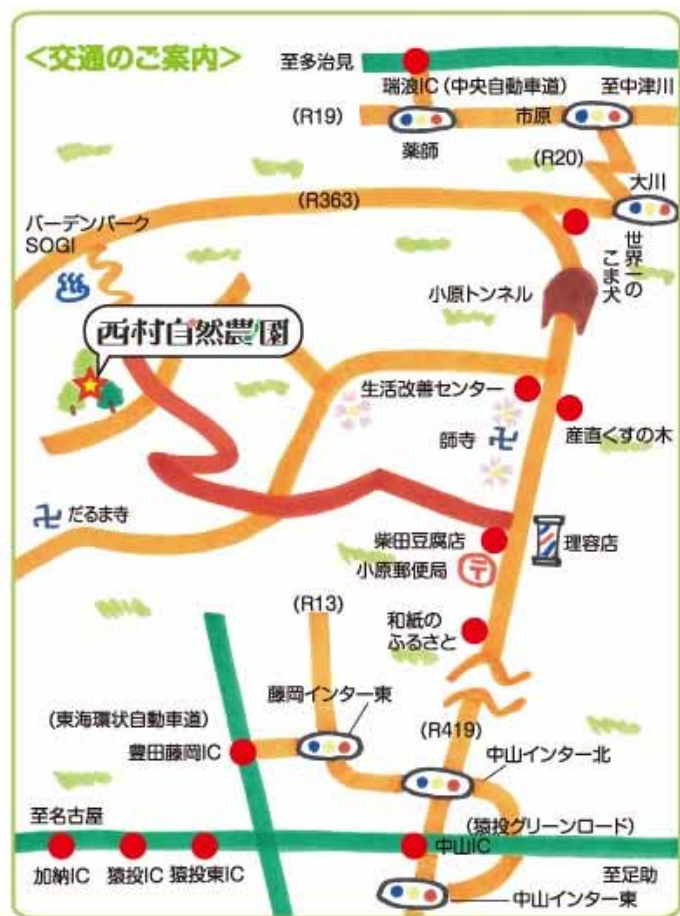 <交通のご案内>
至多治見
瑞浪IC(中央自動車道)
至中津川
(R19)
薬師
市原
(R20)
大川
(R363)
バーデンパーク
SOGI
世界一の
こま犬
小原トンネル
西村自然農園
生活改善センター
産直くすの木
師寺
卍
卍 だるま寺
柴田豆腐店
理容店
小原郵便局
〒
和紙の
ふるさと
(R13)
藤岡インター東
(東海環状自動車道)
豊田藤岡IC
(R419)
中山インター北
至名古屋
(猿投グリーンロード)
中山IC
加納IC
猿投IC
猿投東IC
至足助
中山インター東